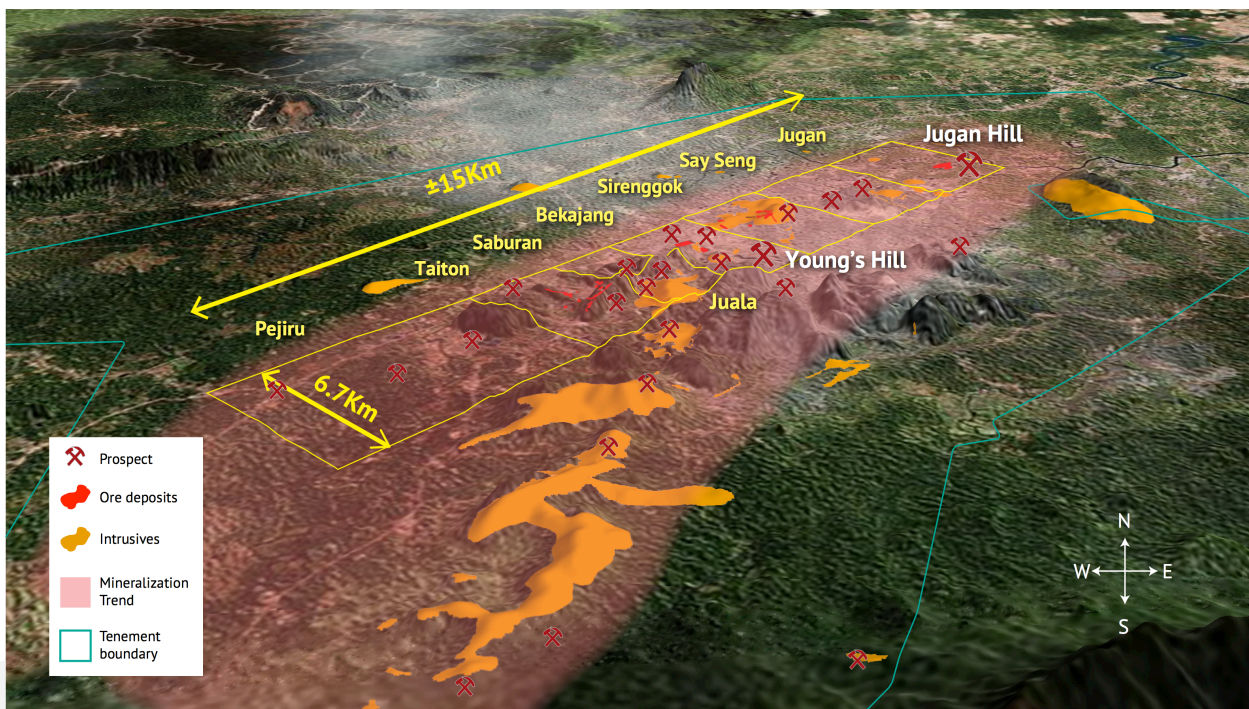 Jugan Hill
Jugan
Say Seng
±15Km
Sirenggok
Bekajang
Saburan
Taiton
Young's Hill
Juala
Pejiru
6.7Km
Prospect
Ore deposits
Intrusives
Mineralization
Trend
Tenement
boundary
N
W
E
S